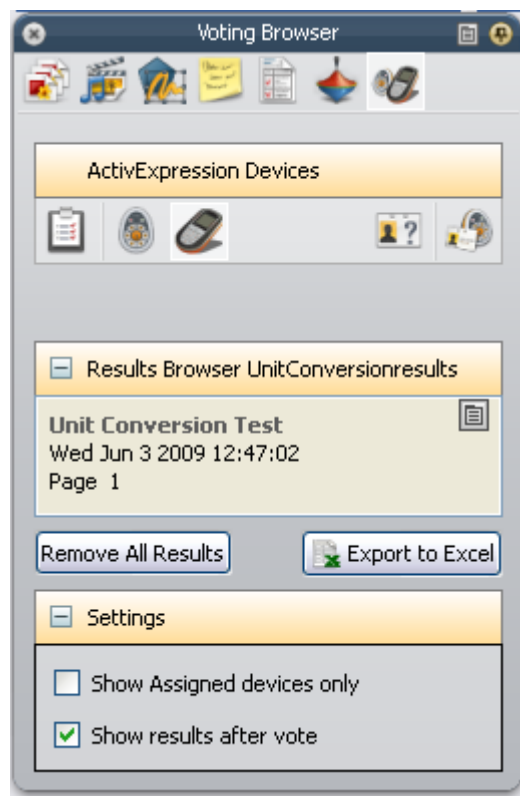 Voting Browser
ActivExpression Devices
Results Browser UnitConversionresults
Unit Conversion Test
Wed Jun 3 2009 12:47:02
Page 1
Remove All Results
Export to Excel
Settings
Show Assigned devices only
Show results after vote